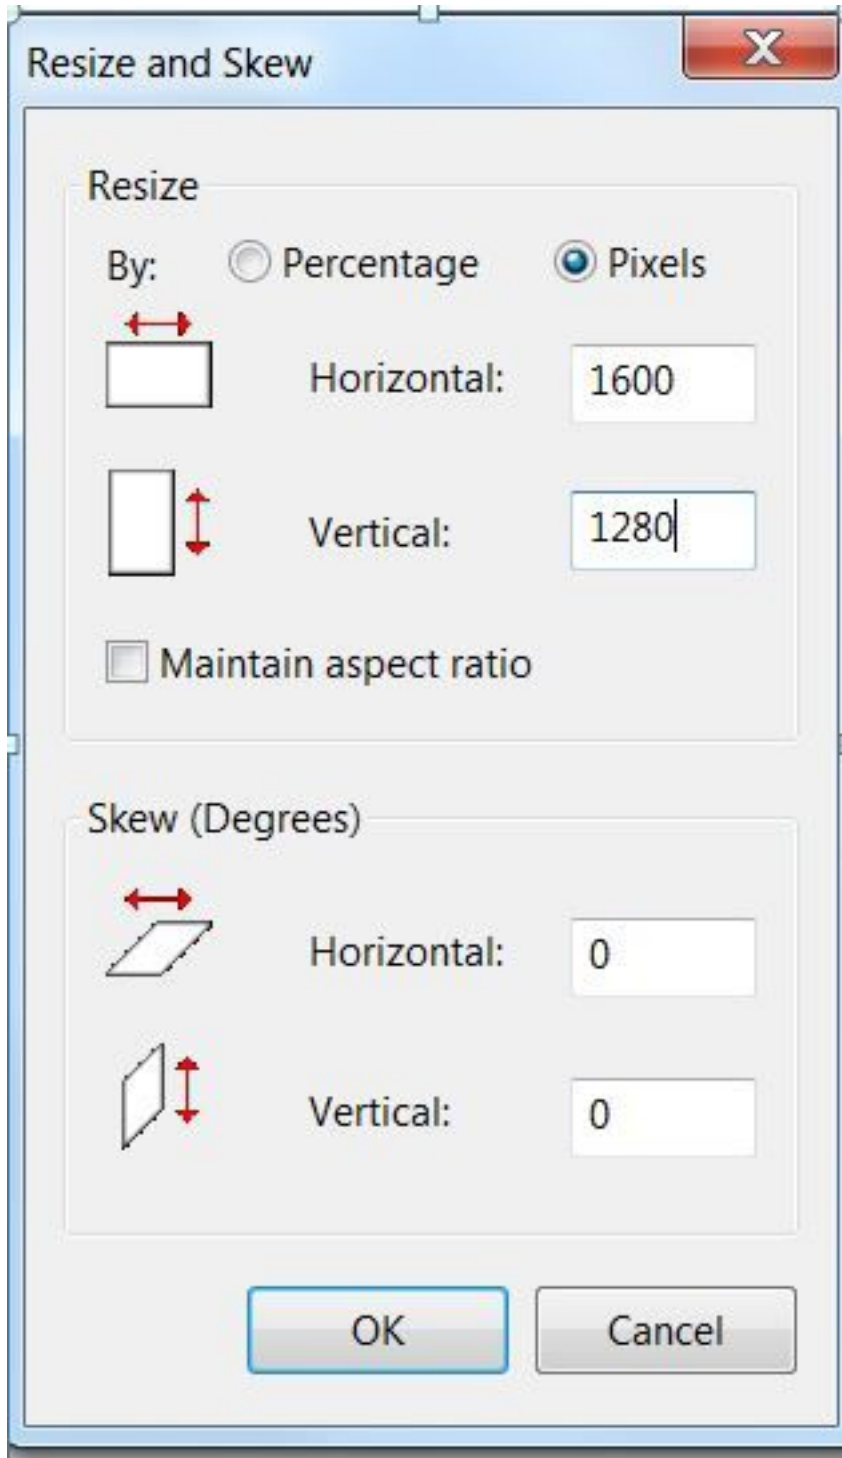 Resize and Skew
Resize
By: Percentage Pixels
Horizontal: 1600
Vertical: 1280
Maintain aspect ratio
Skew (Degrees)
Horizontal: 0
Vertical: 0
OK Cancel